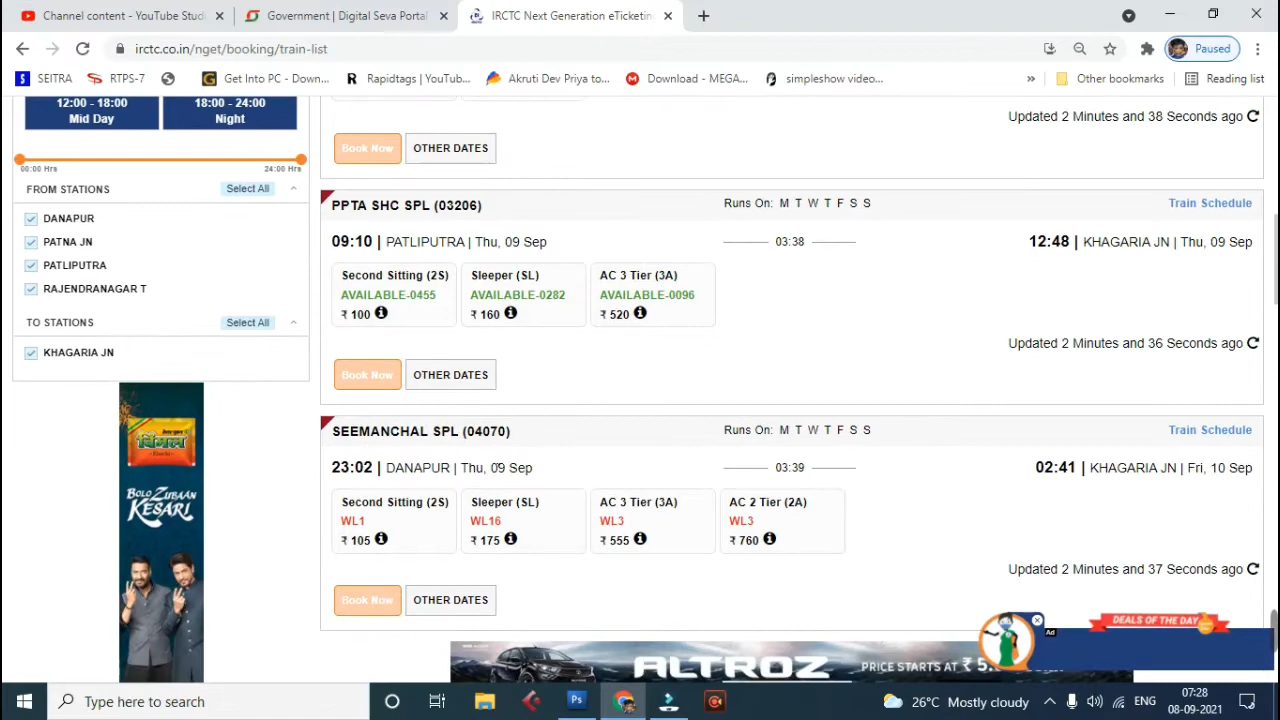 Channel content - YouTube Stud
Government | Digital Seva Portal
IRCTC Next Generation eTicketing
irctc.co.in/nget/booking/train-list
Paused
SEITRA
RTPS-7
Get Into PC - Down...
Rapidtags | YouTub...
Akruti Dev Priya to...
Download - MEGA...
simpleshow video...
Other bookmarks
Reading list
12:00 - 18:00
Mid Day
18:00 - 24:00
Night
00:00 Hrs
24:00 Hrs
FROM STATIONS
Select All
DANAPUR
PATNA JN
PATLIPUTRA
RAJENDRANAGAR T
TO STATIONS
Select All
KHAGARIA JN
विमल
BOLO ZUBAAN
KESARI
Updated 2 Minutes and 38 Seconds ago
Book Now
OTHER DATES
PPTA SHC SPL (03206)
Runs On: M T W T F S S
Train Schedule
09:10 | PATLIPUTRA | Thu, 09 Sep
03:38
12:48 | KHAGARIA JN | Thu, 09 Sep
Second Sitting (2S)
AVAILABLE-0455
₹ 100
Sleeper (SL)
AVAILABLE-0282
₹ 160
AC 3 Tier (3A)
AVAILABLE-0096
₹ 520
Updated 2 Minutes and 36 Seconds ago
Book Now
OTHER DATES
SEEMANCHAL SPL (04070)
Runs On: M T W T F S S
Train Schedule
23:02 | DANAPUR | Thu, 09 Sep
03:39
02:41 | KHAGARIA JN | Fri, 10 Sep
Second Sitting (2S)
WL1
₹ 105
Sleeper (SL)
WL16
₹ 175
AC 3 Tier (3A)
WL3
₹ 555
AC 2 Tier (2A)
WL3
₹ 760
Updated 2 Minutes and 37 Seconds ago
Book Now
OTHER DATES
Ad
DEALS OF THE DAY
ALTROZ
PRICE STARTS AT ₹ 5.
Type here to search
Ps
26°C Mostly cloudy
ENG
07:28
08-09-2021